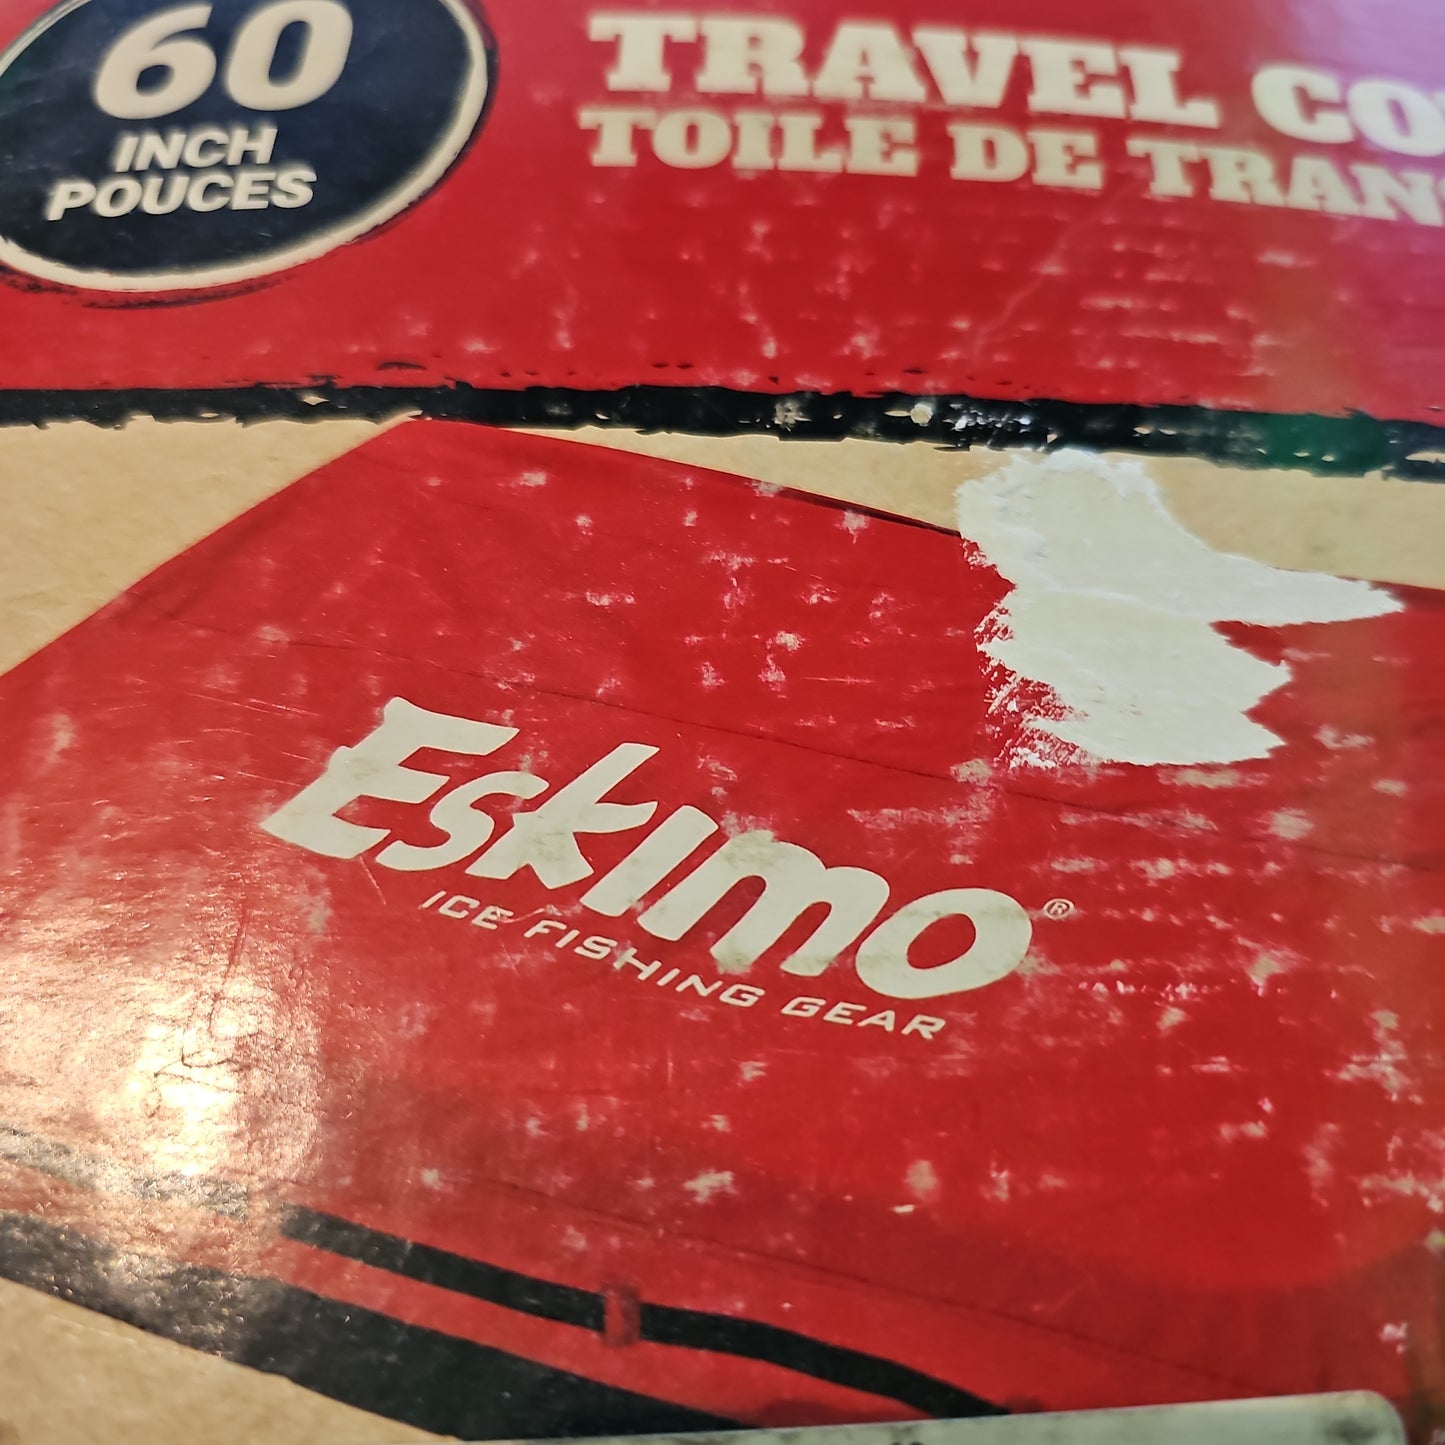 60
INCH
POUCES
TRAVEL
TOILE DE
Eskimo®
ICE FISHING GEAR